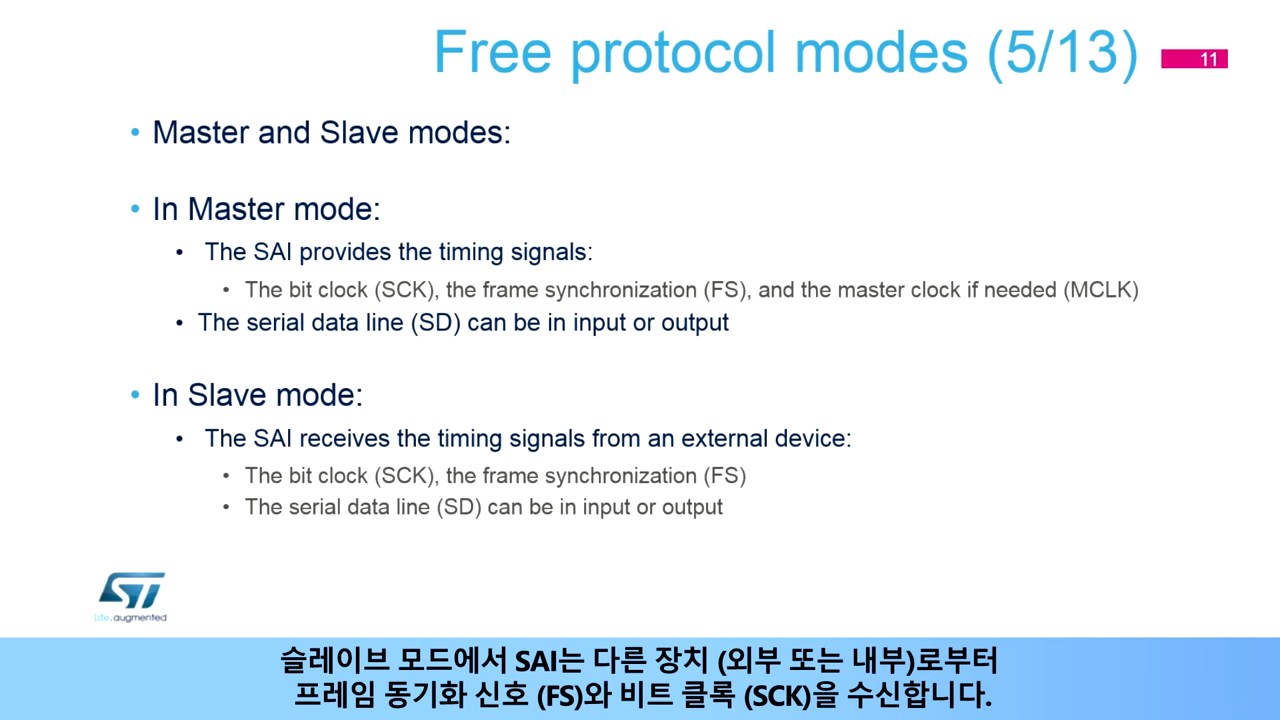 Free protocol modes (5/13)
11
• Master and Slave modes:
• In Master mode:
• The SAI provides the timing signals:
• The bit clock (SCK), the frame synchronization (FS), and the master clock if needed (MCLK)
• The serial data line (SD) can be in input or output
• In Slave mode:
• The SAI receives the timing signals from an external device:
• The bit clock (SCK), the frame synchronization (FS)
• The serial data line (SD) can be in input or output
ST
life.augmented
슬레이브 모드에서 SAI는 다른 장치 (외부 또는 내부)로부터
프레임 동기화 신호 (FS)와 비트 클록 (SCK)을 수신합니다.